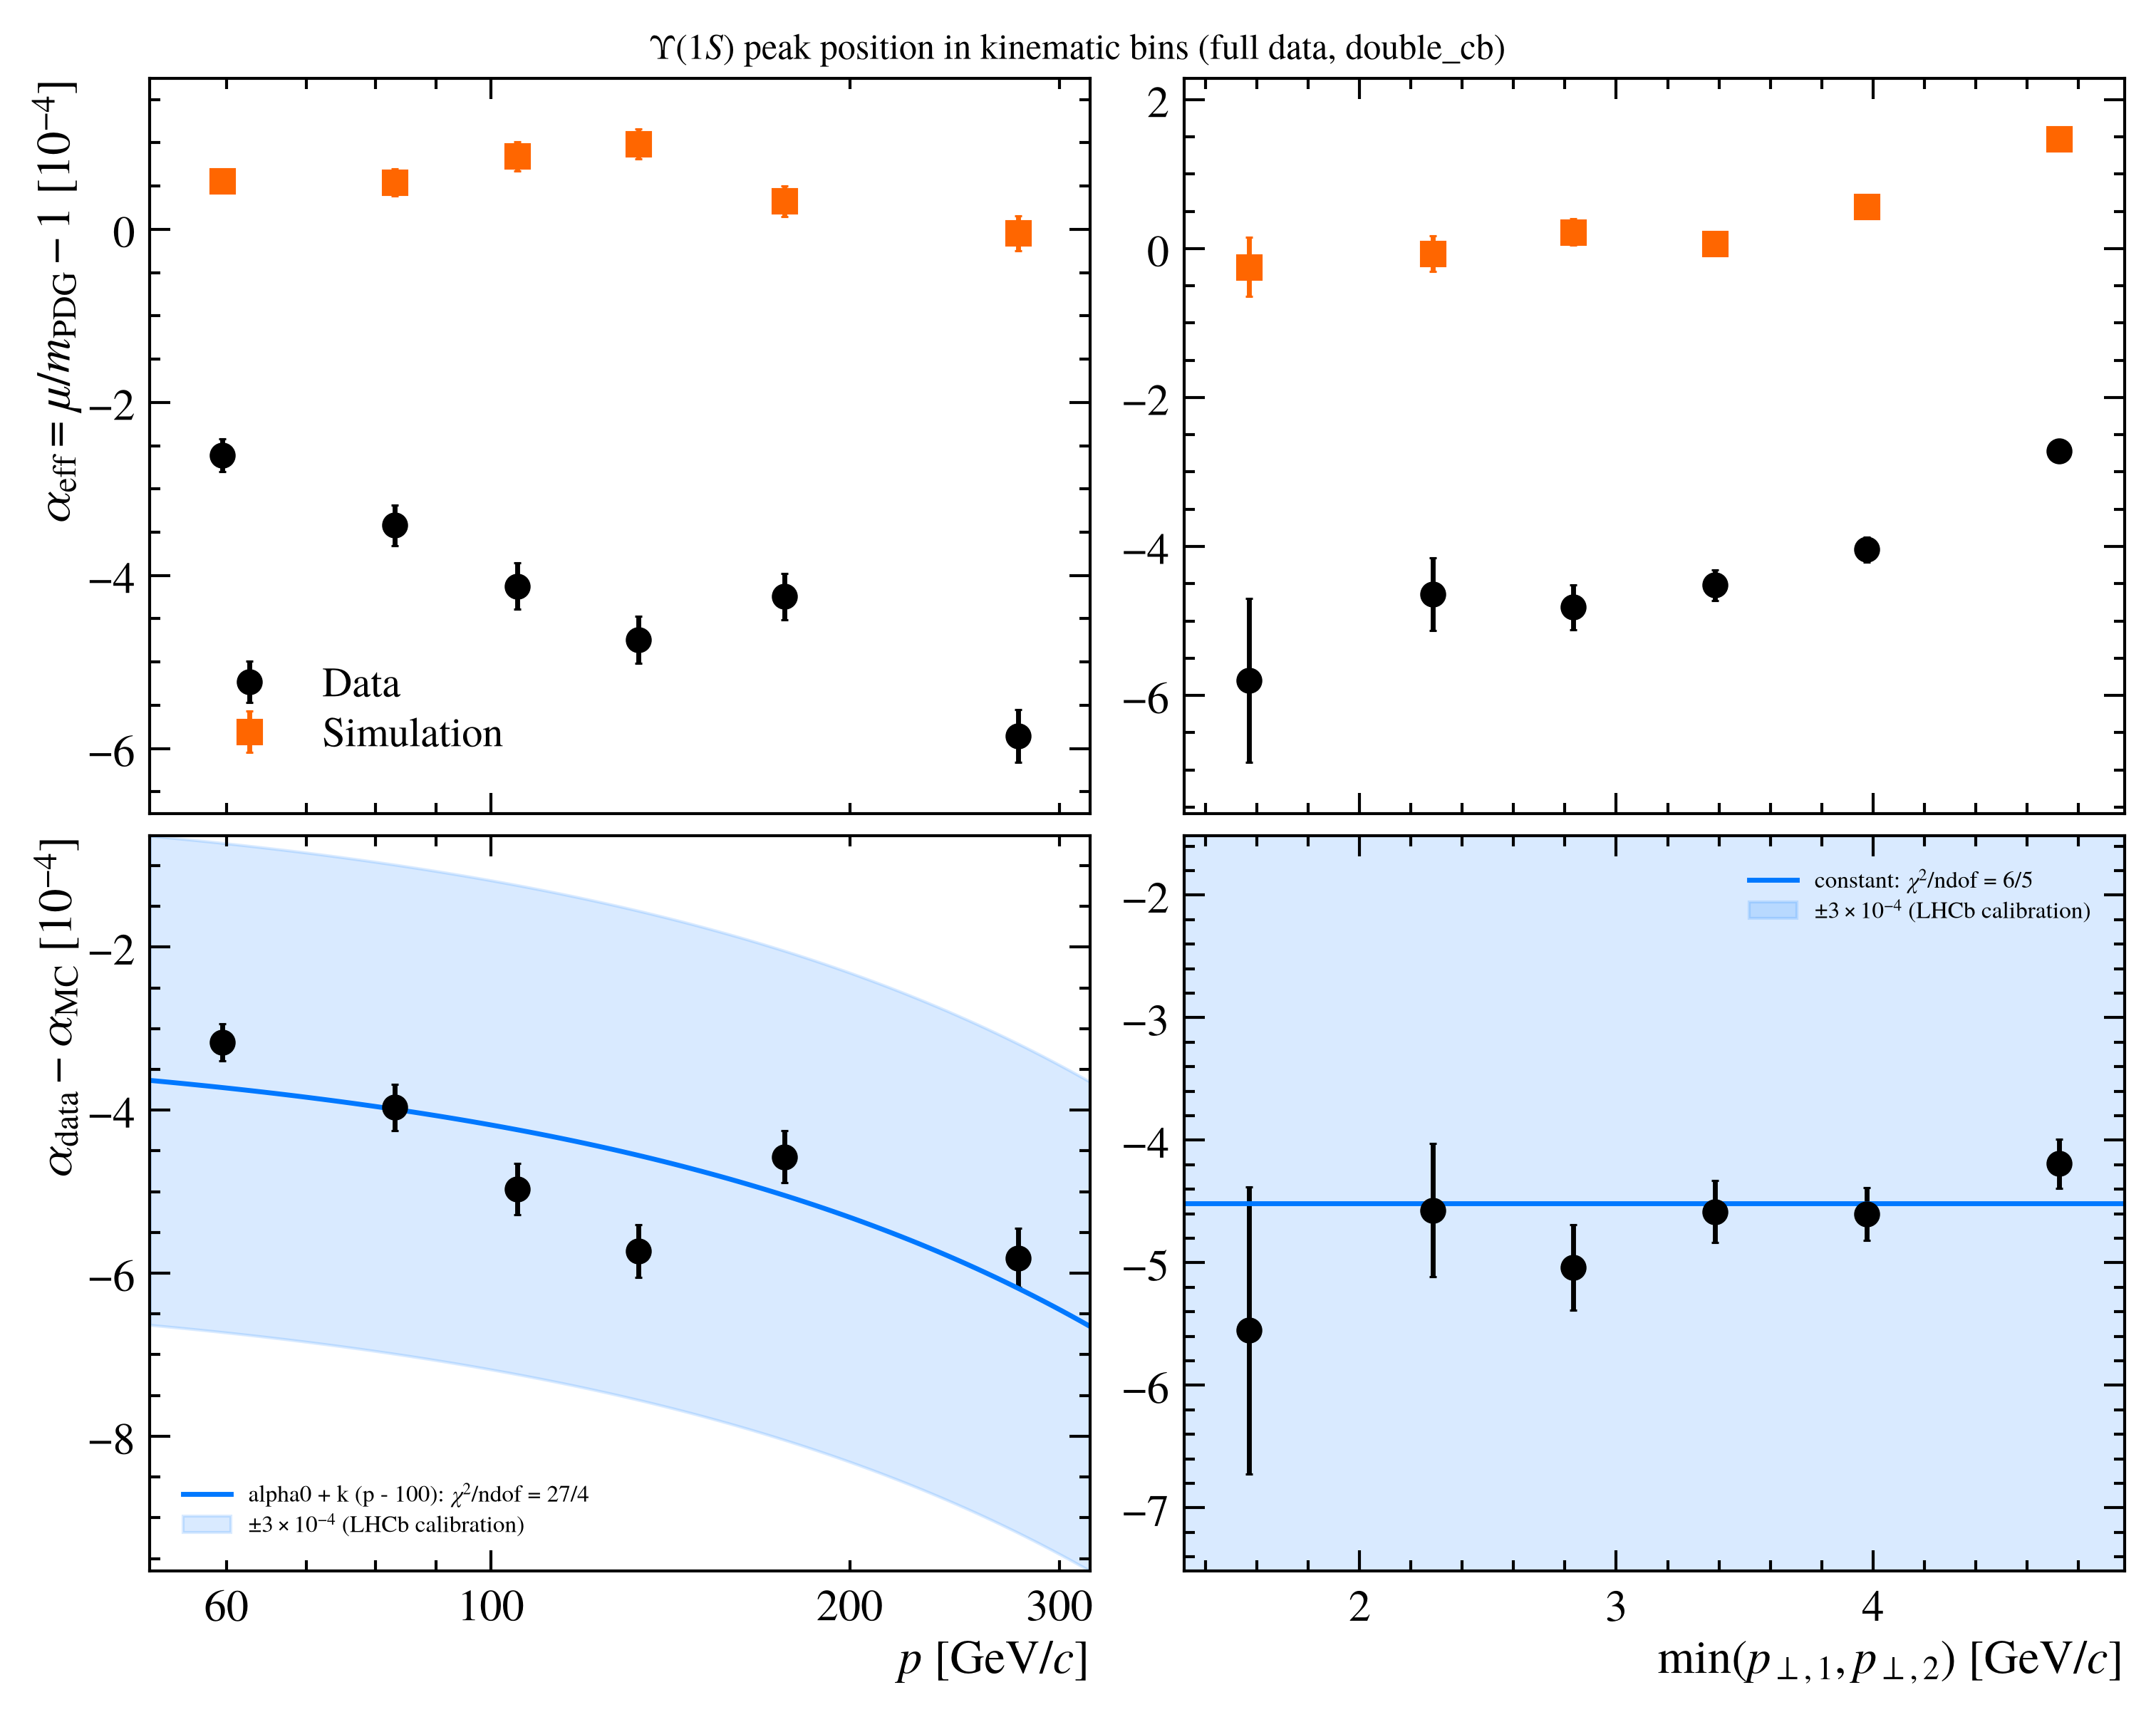 Υ(1S) peak position in kinematic bins (full data, double_cb)
α_eff = μ/m_PDG − 1 [10⁻⁴]
0
−2
−4
−6
Data
Simulation
2
0
−2
−4
−6
α_data − α_MC [10⁻⁴]
−2
−4
−6
−8
alpha0 + k (p - 100): χ²/ndof = 27/4
±3 × 10⁻⁴ (LHCb calibration)
60 100 200 300
p [GeV/c]
constant: χ²/ndof = 6/5
±3 × 10⁻⁴ (LHCb calibration)
−2
−3
−4
−5
−6
−7
2 3 4
min(p⊥,1, p⊥,2) [GeV/c]